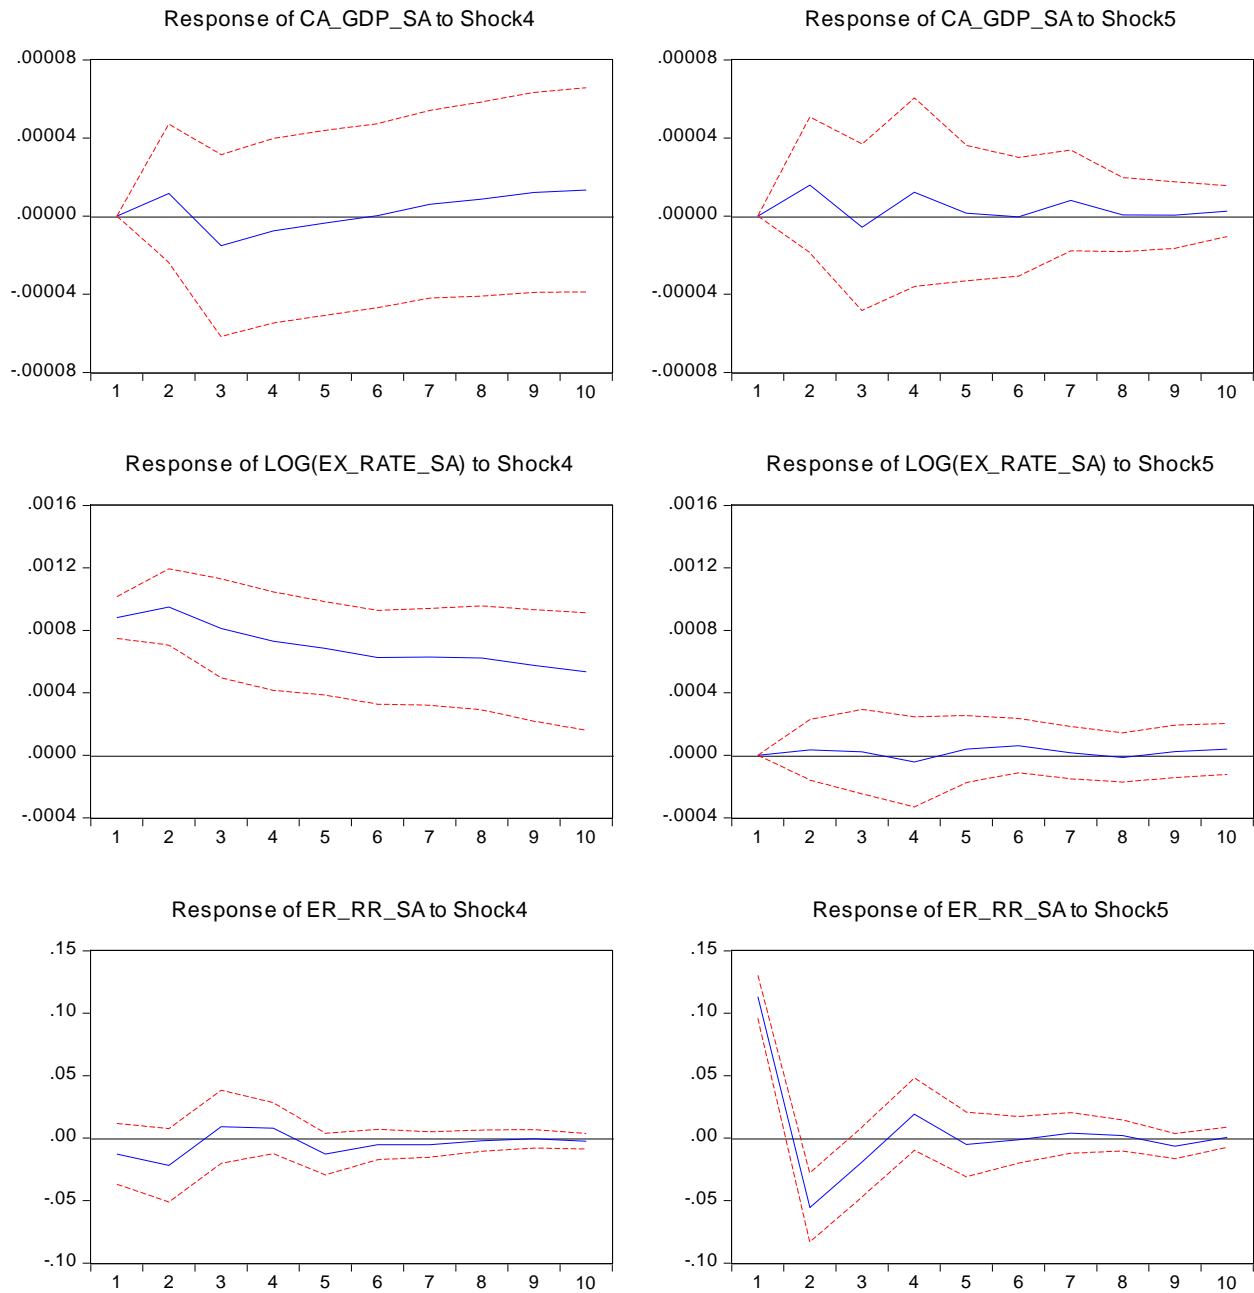 Response of CA_GDP_SA to Shock4
.00008
.00004
.00000
-.00004
-.00008
1 2 3 4 5 6 7 8 9 10
Response of CA_GDP_SA to Shock5
.00008
.00004
.00000
-.00004
-.00008
1 2 3 4 5 6 7 8 9 10
Response of LOG(EX_RATE_SA) to Shock4
.0016
.0012
.0008
.0004
.0000
-.0004
1 2 3 4 5 6 7 8 9 10
Response of LOG(EX_RATE_SA) to Shock5
.0016
.0012
.0008
.0004
.0000
-.0004
1 2 3 4 5 6 7 8 9 10
Response of ER_RR_SA to Shock4
.15
.10
.05
.00
-.05
-.10
1 2 3 4 5 6 7 8 9 10
Response of ER_RR_SA to Shock5
.15
.10
.05
.00
-.05
-.10
1 2 3 4 5 6 7 8 9 10